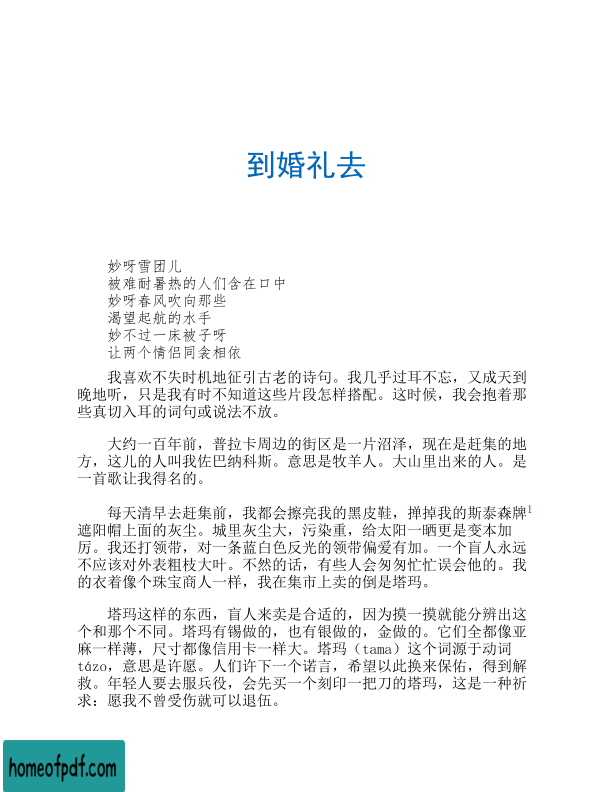 到婚礼去
妙呀雪团儿
被难耐暑热的人们含在口中
妙呀春风吹向那些
渴望起航的水手
妙不过一床被子呀
让两个情侣同衾相依
我喜欢不失时机地征引古老的诗句。我几乎过耳不忘，又成天到
晚地听，只是我有时不知道这些片段怎样搭配。这时候，我会抱着那
些真切入耳的词句或说法不放。
大约一百年前，普拉卡周边的街区是一片沼泽，现在是赶集的地
方，这儿的人叫我佐巴纳科斯。意思是牧羊人。大山里出来的人。是
一首歌让我得名的。
每天清早去赶集前，我都会擦亮我的黑皮鞋，掸掉我的斯泰森牌1
遮阳帽上面的灰尘。城里灰尘大，污染重，给太阳一晒更是变本加
厉。我还打领带，对一条蓝白色反光的领带偏爱有加。一个盲人永远
不应该对外表粗枝大叶。不然的话，有些人会匆匆忙忙误会他的。我
的衣着像个珠宝商人一样，我在集市上卖的倒是塔玛。
塔玛这样的东西，盲人来卖是合适的，因为摸一摸就能分辨出这
个和那个不同。塔玛有锡做的，也有银做的，金做的。它们全都像亚
麻一样薄，尺寸都像信用卡一样大。塔玛（tama）这个词源于动词
tázo，意思是许愿。人们许下一个诺言，希望以此换来保佑，得到解
救。年轻人要去服兵役，会先买一个刻印一把刀的塔玛，这是一种祈
求：愿我不曾受伤就可以退伍。
homeofpdf.com